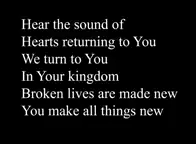 Hear the sound of
Hearts returning to You
We turn to You
In Your kingdom
Broken lives are made new
You make all things new